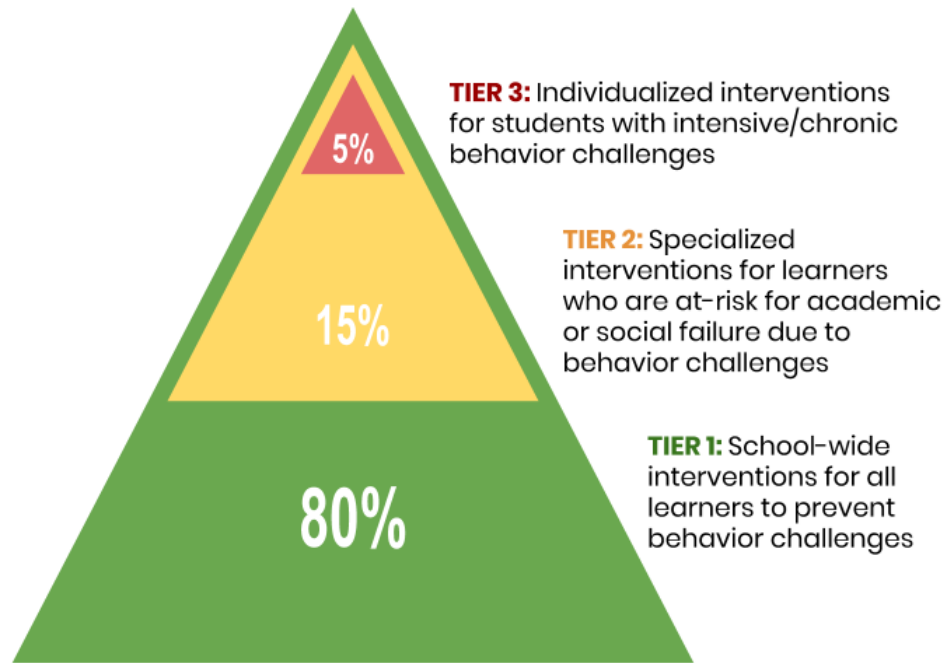 TIER 3: Individualized interventions
for students with intensive/chronic
behavior challenges
5%
TIER 2: Specialized
interventions for learners
who are at-risk for academic
or social failure due to
behavior challenges
15%
TIER 1: School-wide
interventions for all
learners to prevent
behavior challenges
80%